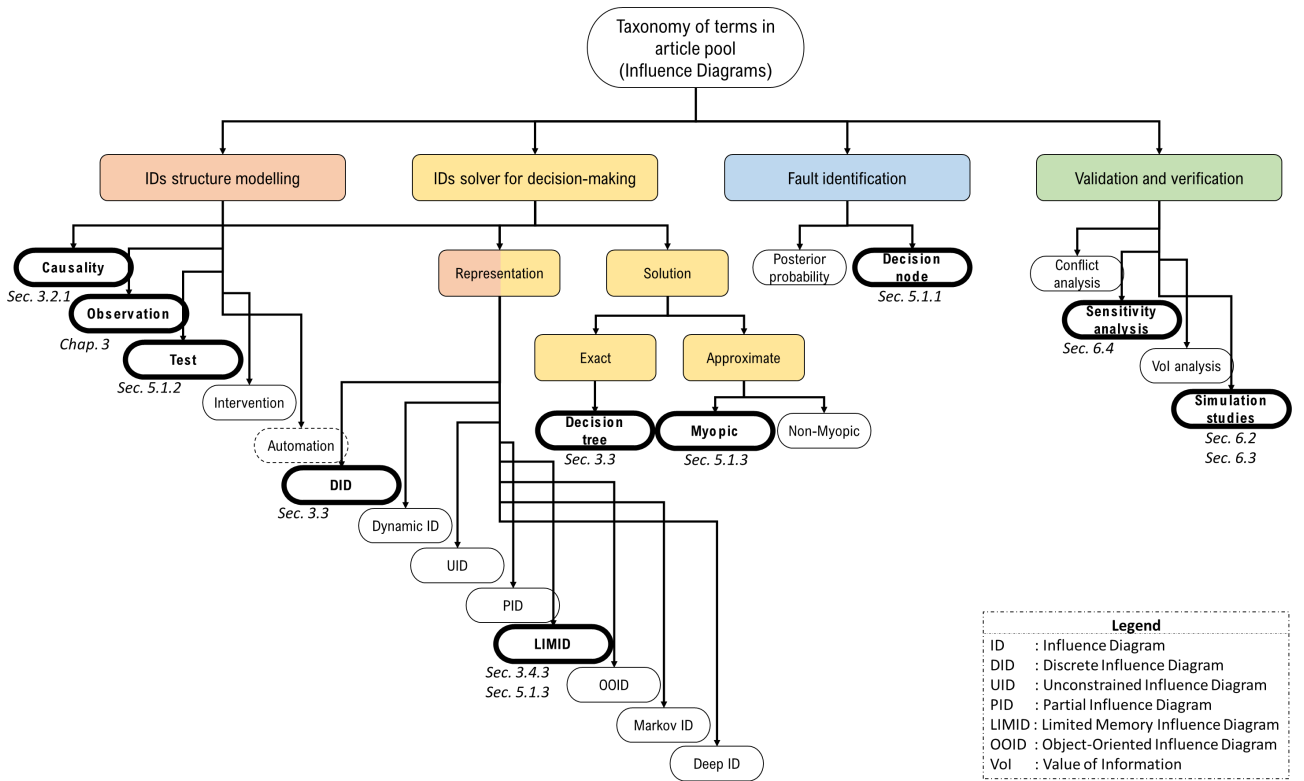 Taxonomy of terms in
article pool
(Influence Diagrams)
IDs structure modelling
IDs solver for decision-making
Fault identification
Validation and verification
Causality
Sec. 3.2.1
Observation
Chap. 3
Test
Sec. 5.1.2
Intervention
Automation
Representation
Solution
Exact
Approximate
Decision
tree
Sec. 3.3
Myopic
Sec. 5.1.3
Non-Myopic
DID
Sec. 3.3
Dynamic ID
UID
PID
LIMID
Sec. 3.4.3
Sec. 5.1.3
OOID
Markov ID
Deep ID
Posterior
probability
Decision
node
Sec. 5.1.1
Conflict
analysis
Sensitivity
analysis
Sec. 6.4
VoI analysis
Simulation
studies
Sec. 6.2
Sec. 6.3
Legend
ID : Influence Diagram
DID : Discrete Influence Diagram
UID : Unconstrained Influence Diagram
PID : Partial Influence Diagram
LIMID : Limited Memory Influence Diagram
OOID : Object-Oriented Influence Diagram
VoI : Value of Information